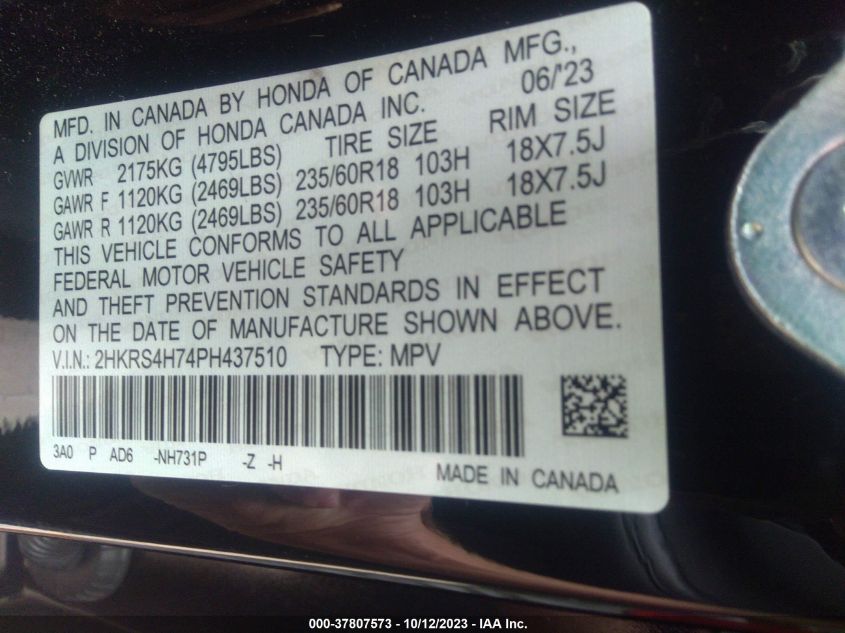 MFD. IN CANADA BY HONDA OF CANADA MFG.,
A DIVISION OF HONDA CANADA INC. 06/'23
GVWR 2175KG (4795LBS) TIRE SIZE RIM SIZE
GAWR F 1120KG (2469LBS) 235/60R18 103H 18X7.5J
GAWR R 1120KG (2469LBS) 235/60R18 103H 18X7.5J
THIS VEHICLE CONFORMS TO ALL APPLICABLE
FEDERAL MOTOR VEHICLE SAFETY
AND THEFT PREVENTION STANDARDS IN EFFECT
ON THE DATE OF MANUFACTURE SHOWN ABOVE.
V.I.N.: 2HKRS4H74PH437510 TYPE: MPV
3A0 P AD6 -NH731P -Z -H
MADE IN CANADA
000-37807573 - 10/12/2023 - IAA Inc.